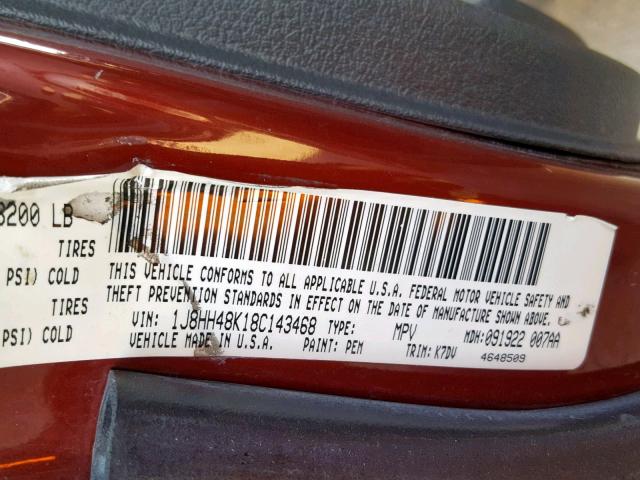 3200 LB
TIRES
PSI) COLD
TIRES
PSI) COLD
THIS VEHICLE CONFORMS TO ALL APPLICABLE U.S.A. FEDERAL MOTOR VEHICLE SAFETY AND
THEFT PREVENTION STANDARDS IN EFFECT ON THE DATE OF MANUFACTURE SHOWN ABOVE.
VIN: 1J8HH48K18C143468 TYPE: MPV MDH:091922 007AA
VEHICLE MADE IN U.S.A. PAINT: PEM TRIM: K7DV 4648509